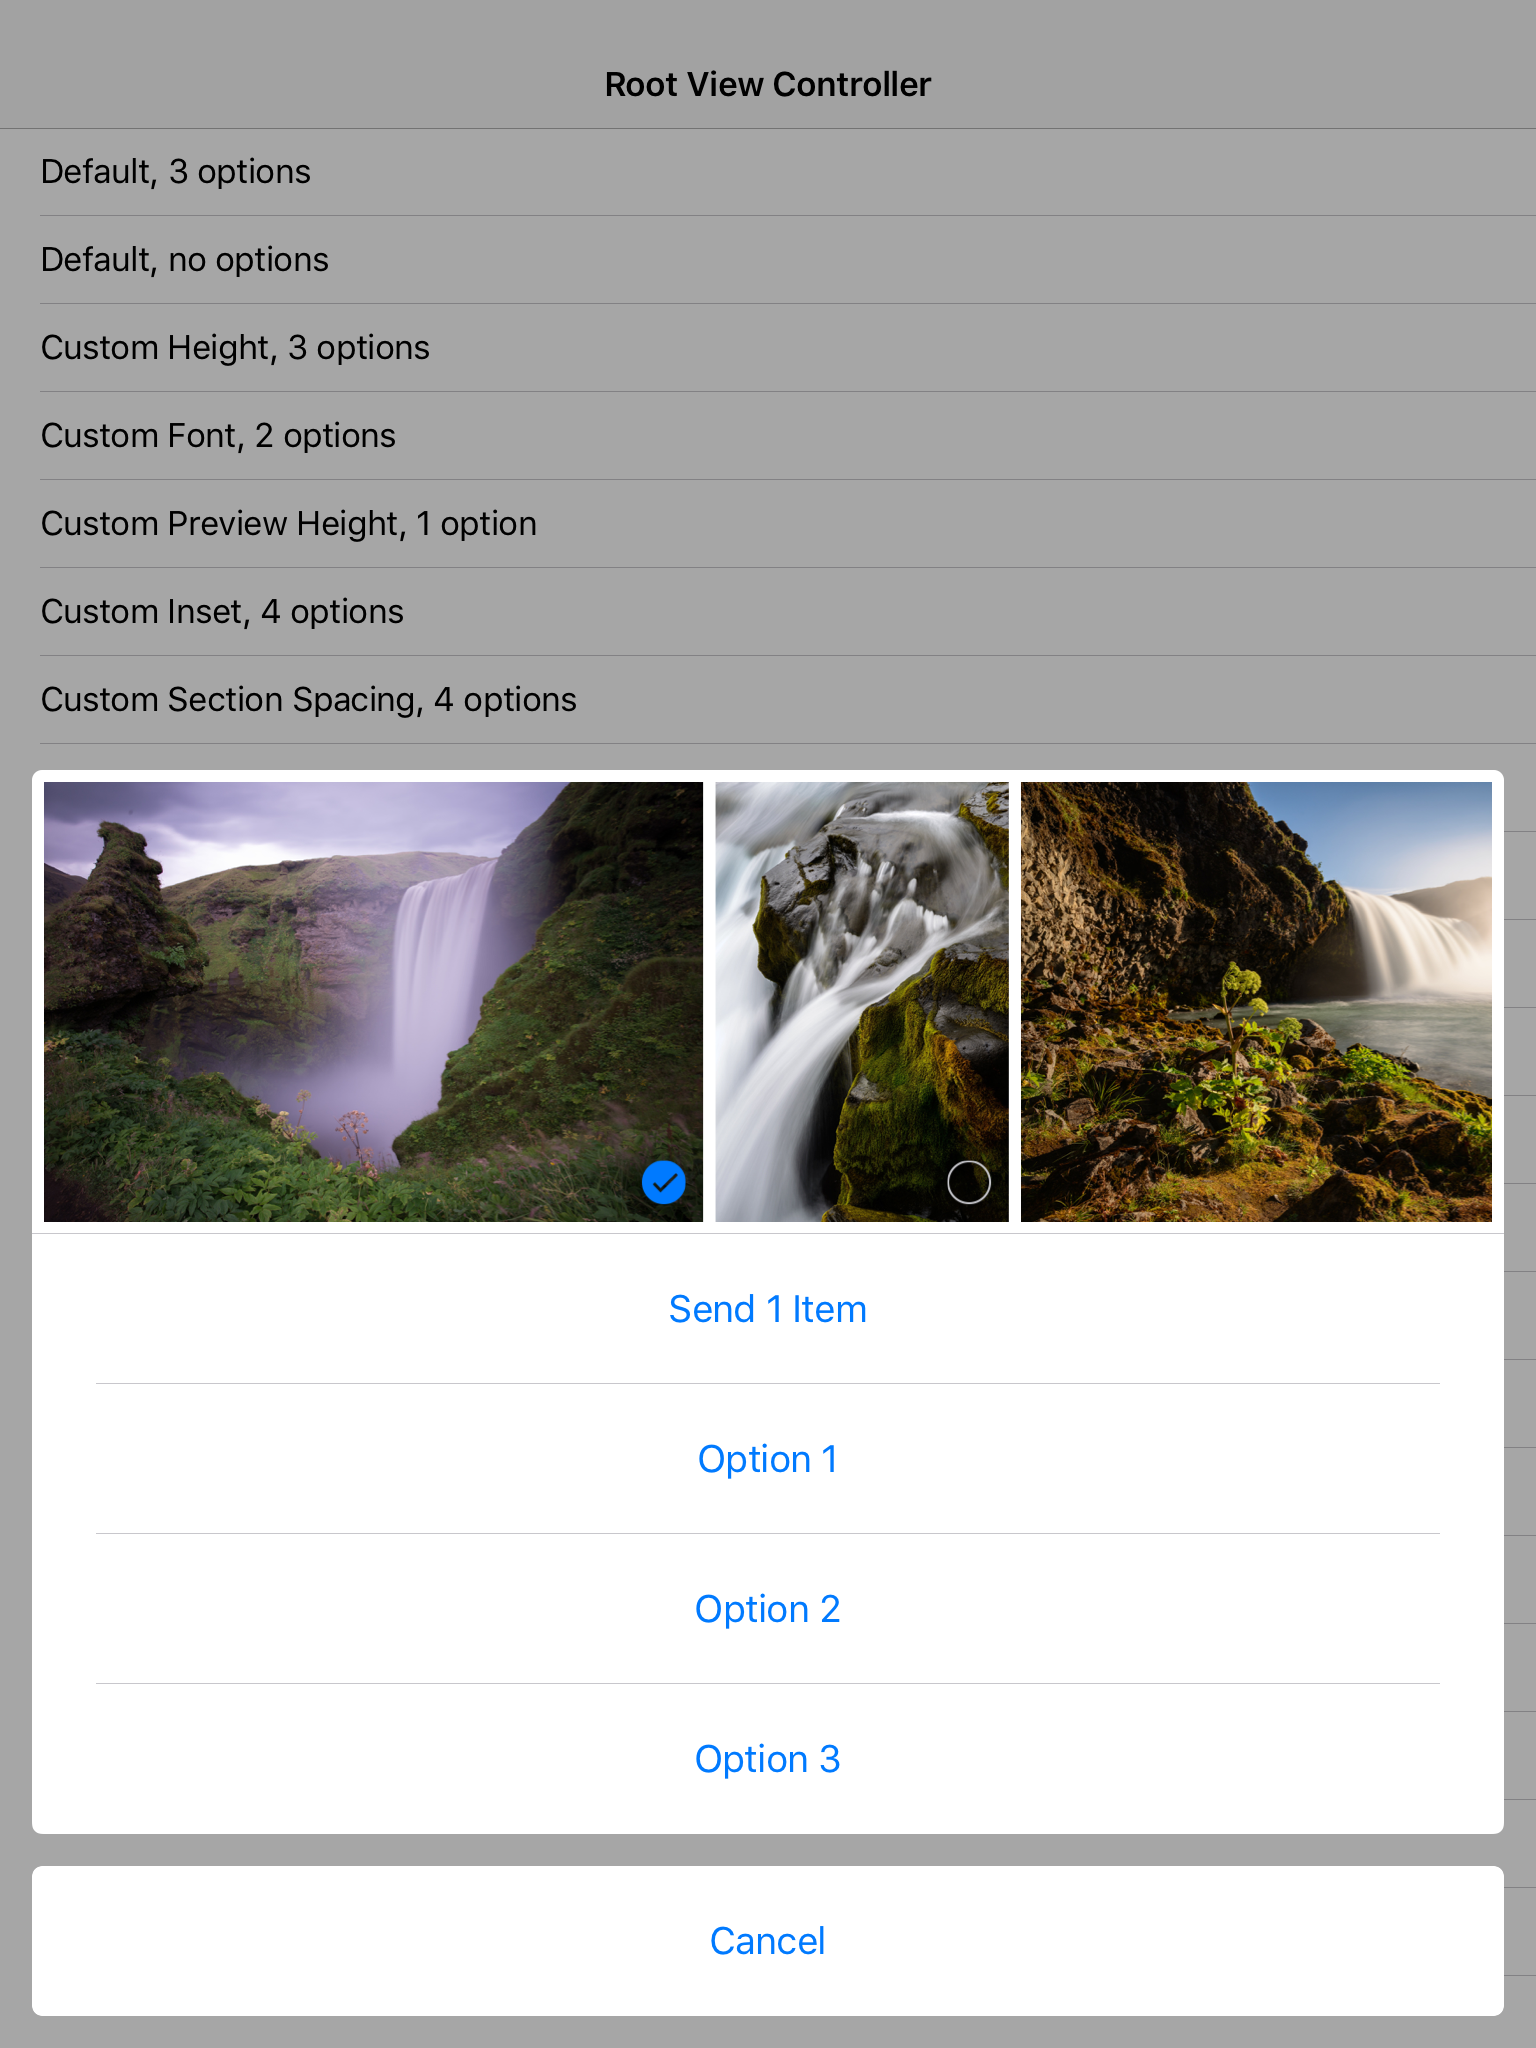 Root View Controller
Default, 3 options
Default, no options
Custom Height, 3 options
Custom Font, 2 options
Custom Preview Height, 1 option
Custom Inset, 4 options
Custom Section Spacing, 4 options
Send 1 Item
Option 1
Option 2
Option 3
Cancel